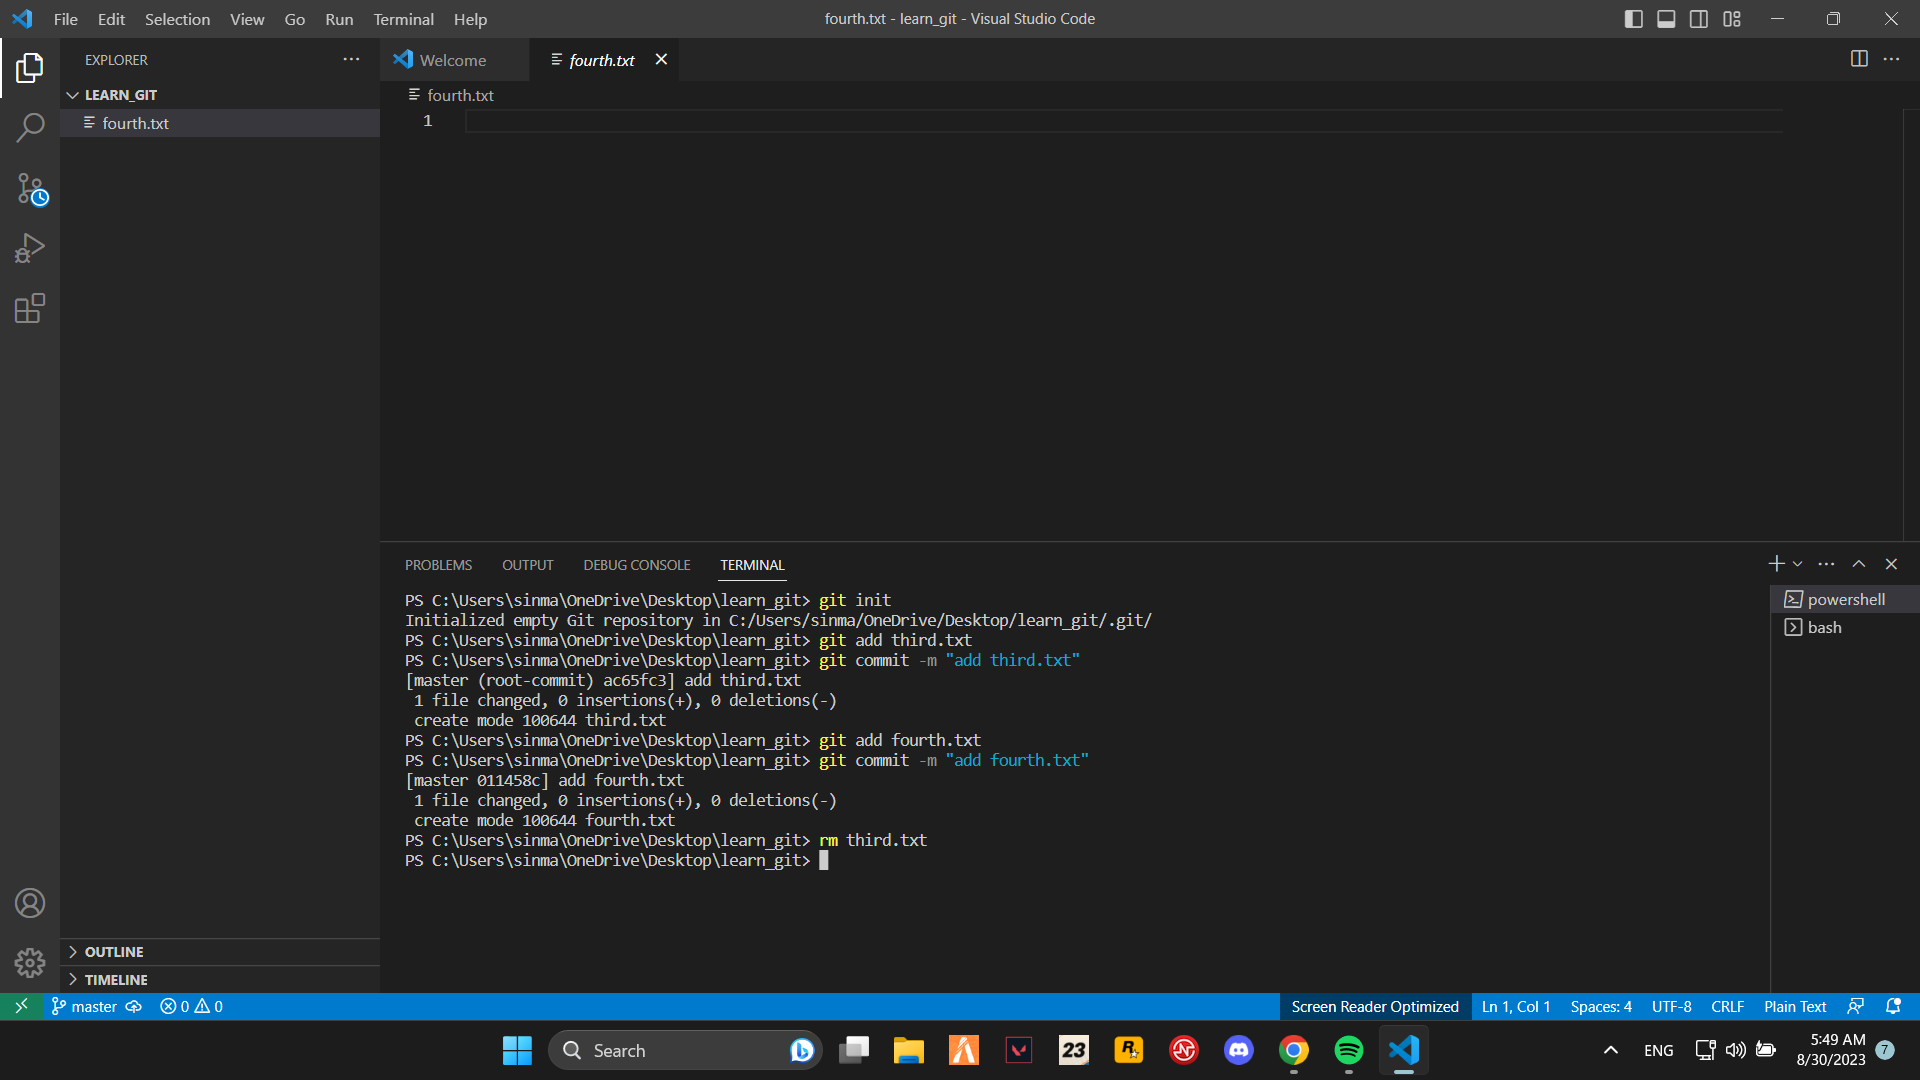 File Edit Selection View Go Run Terminal Help
fourth.txt - learn_git - Visual Studio Code
EXPLORER
LEARN_GIT
fourth.txt
OUTLINE
TIMELINE
Welcome
fourth.txt
fourth.txt
1
PROBLEMS OUTPUT DEBUG CONSOLE TERMINAL
PS C:\Users\sinma\OneDrive\Desktop\learn_git> git init
Initialized empty Git repository in C:/Users/sinma/OneDrive/Desktop/learn_git/.git/
PS C:\Users\sinma\OneDrive\Desktop\learn_git> git add third.txt
PS C:\Users\sinma\OneDrive\Desktop\learn_git> git commit -m "add third.txt"
[master (root-commit) ac65fc3] add third.txt
 1 file changed, 0 insertions(+), 0 deletions(-)
 create mode 100644 third.txt
PS C:\Users\sinma\OneDrive\Desktop\learn_git> git add fourth.txt
PS C:\Users\sinma\OneDrive\Desktop\learn_git> git commit -m "add fourth.txt"
[master 011458c] add fourth.txt
 1 file changed, 0 insertions(+), 0 deletions(-)
 create mode 100644 fourth.txt
PS C:\Users\sinma\OneDrive\Desktop\learn_git> rm third.txt
PS C:\Users\sinma\OneDrive\Desktop\learn_git>
powershell
bash
master 0 0
Screen Reader Optimized Ln 1, Col 1 Spaces: 4 UTF-8 CRLF Plain Text
Search
23
R
ENG
5:49 AM
8/30/2023
7